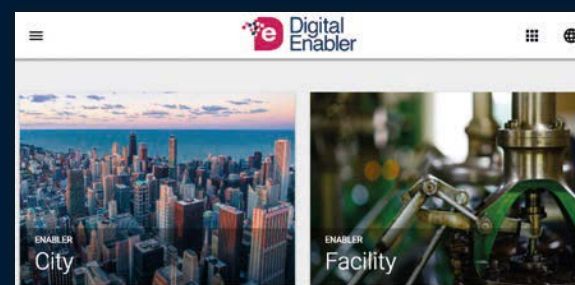 e Digital
Enabler
ENABLER
City
ENABLER
Facility